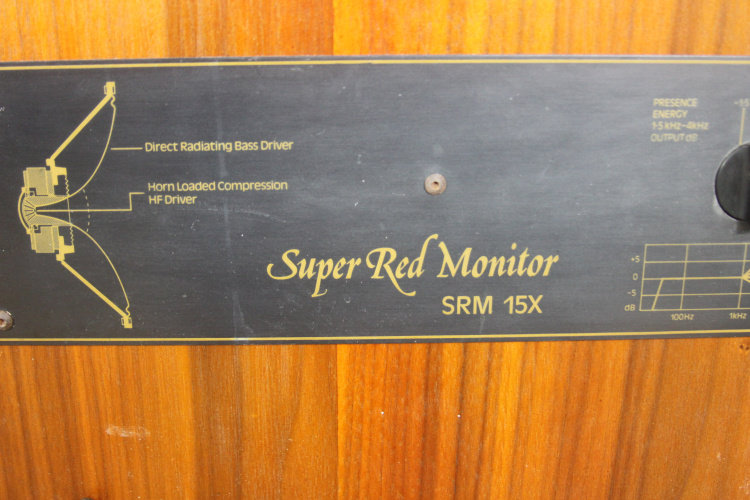 Direct Radiating Bass Driver
Horn Loaded Compression
HF Driver
Super Red Monitor
SRM 15X
PRESENCE
ENERGY
1·5 kHz–4kHz
OUTPUT dB
+5
0
-5
dB
100Hz
1kHz